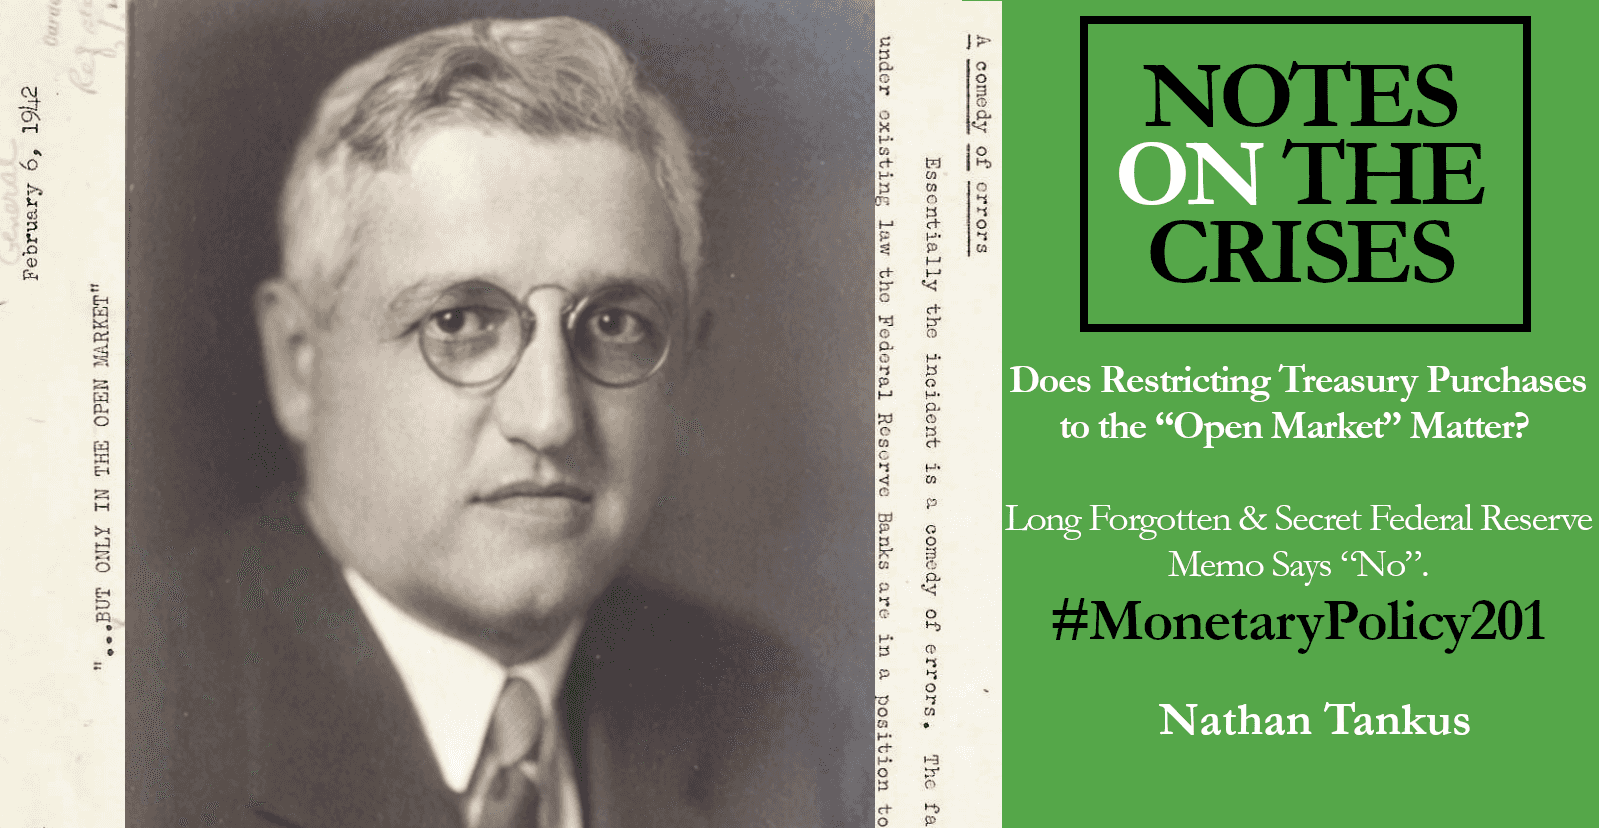 February 6, 1942
"...BUT ONLY IN THE OPEN MARKET"
A comedy of errors
Essentially the incident is a comedy of errors. The fa
under existing law the Federal Reserve Banks are in a position to
NOTES
ON THE
CRISES
Does Restricting Treasury Purchases
to the “Open Market” Matter?
Long Forgotten & Secret Federal Reserve
Memo Says “No”.
#MonetaryPolicy201
Nathan Tankus